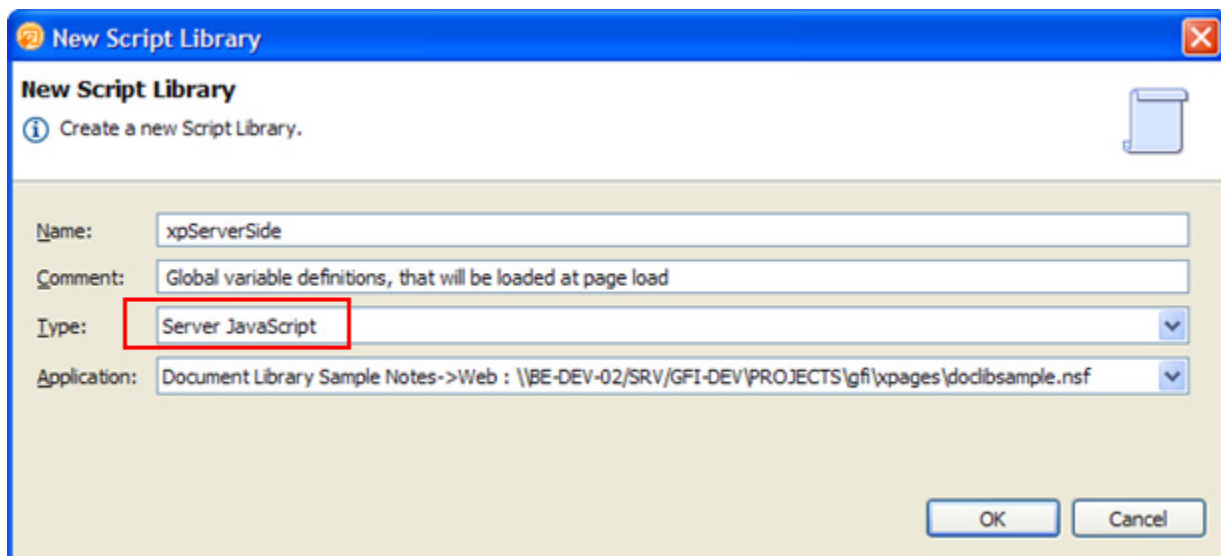 New Script Library
New Script Library
Create a new Script Library.
Name: xpServerSide
Comment: Global variable definitions, that will be loaded at page load
Type: Server JavaScript
Application: Document Library Sample Notes->Web : \\BE-DEV-02/SRV/GFI-DEV\PROJECTS\gfi\xpages\doclibsample.nsf
OK Cancel